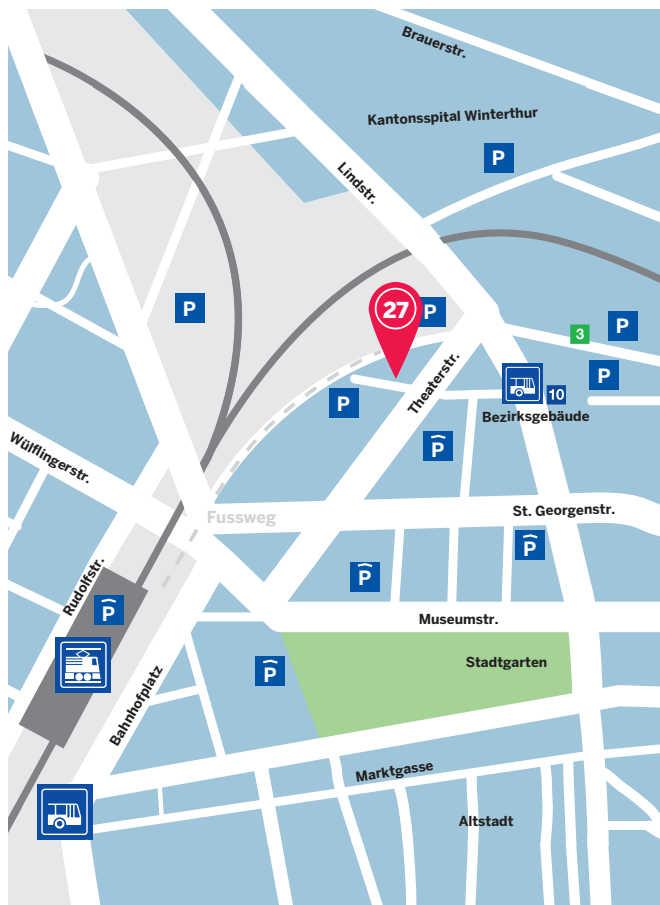 Brauerstr.
Kantonsspital Winterthur
P
Lindstr.
P
27
P
3
P
P
Theaterstr.
10
P
Bezirksgebäude
P
Wülflingerstr.
St. Georgenstr.
Fussweg
P
P
Rudolfstr.
P
Museumstr.
Stadtgarten
P
Bahnhofplatz
Marktgasse
Altstadt